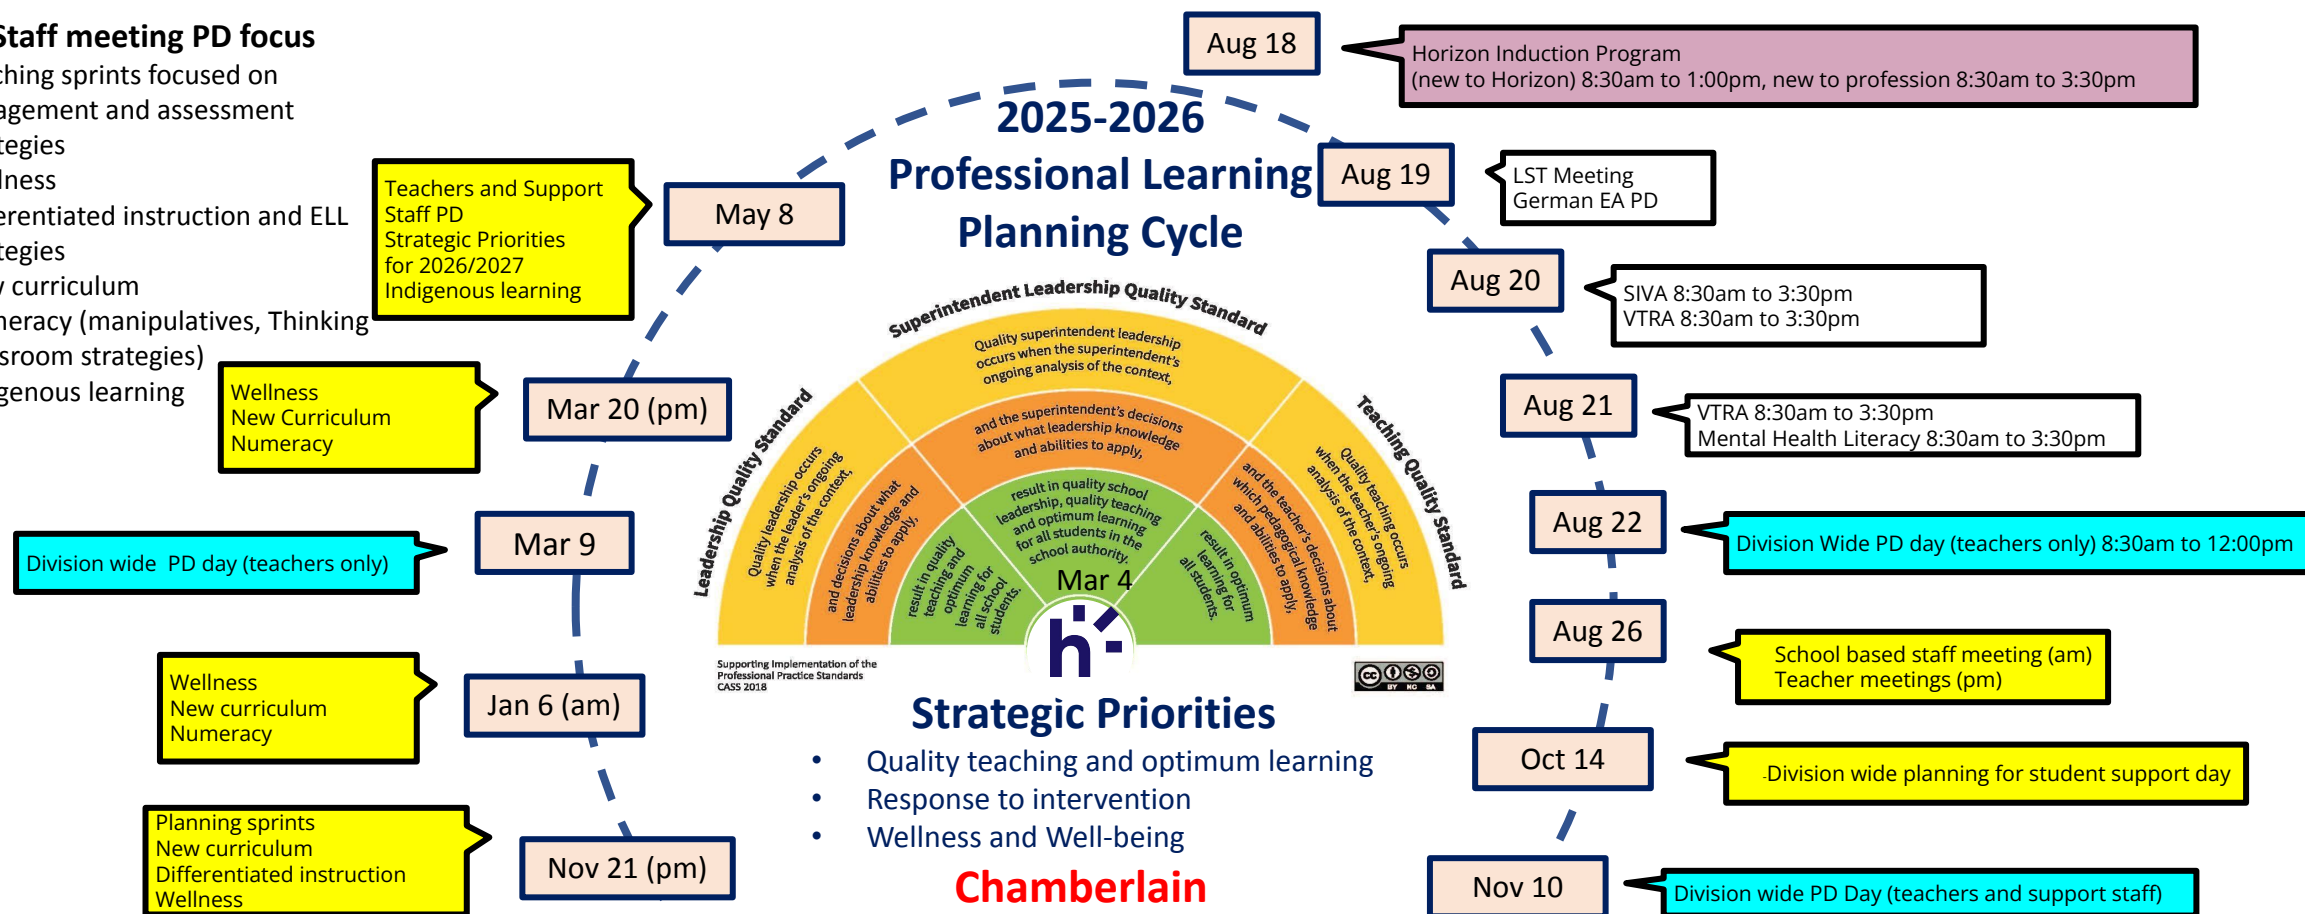 Staff meeting PD focus
ching sprints focused on
agement and assessment
tegies
lness
erentiated instruction and ELL
tegies
v curriculum
neracy (manipulatives, Thinking
sroom strategies)
genous learning
2025-2026
Professional Learning
Planning Cycle
Aug 18
Horizon Induction Program
(new to Horizon) 8:30am to 1:00pm, new to profession 8:30am to 3:30pm
Aug 19
LST Meeting
German EA PD
Aug 20
SIVA 8:30am to 3:30pm
VTRA 8:30am to 3:30pm
Aug 21
VTRA 8:30am to 3:30pm
Mental Health Literacy 8:30am to 3:30pm
Aug 22
Division Wide PD day (teachers only) 8:30am to 12:00pm
Aug 26
School based staff meeting (am)
Teacher meetings (pm)
Oct 14
-Division wide planning for student support day
Nov 10
Division wide PD Day (teachers and support staff)
Nov 21 (pm)
Planning sprints
New curriculum
Differentiated instruction
Wellness
Jan 6 (am)
Wellness
New curriculum
Numeracy
Mar 9
Division wide  PD day (teachers only)
Mar 20 (pm)
Wellness
New Curriculum
Numeracy
May 8
Teachers and Support
Staff PD
Strategic Priorities
for 2026/2027
Indigenous learning
Leadership Quality Standard
Quality leadership occurs
when the leader's ongoing
analysis of the context,
and decisions about what
leadership knowledge and
abilities to apply,
result in quality
teaching and
optimum
learning for
all school
students.
Superintendent Leadership Quality Standard
Quality superintendent leadership
occurs when the superintendent's
ongoing analysis of the context,
and the superintendent's decisions
about what leadership knowledge
and abilities to apply,
result in quality school
leadership, quality teaching
and optimum learning
for all students in the
school authority.
Teaching Quality Standard
Quality teaching occurs
when the teacher's ongoing
analysis of the context,
and the teacher's decisions about
which pedagogical knowledge
and abilities to apply,
result in optimum
learning for
all students.
Mar 4
h
Supporting Implementation of the
Professional Practice Standards
CASS 2018
cc
BY NC SA
Strategic Priorities
• Quality teaching and optimum learning
• Response to intervention
• Wellness and Well-being
Chamberlain